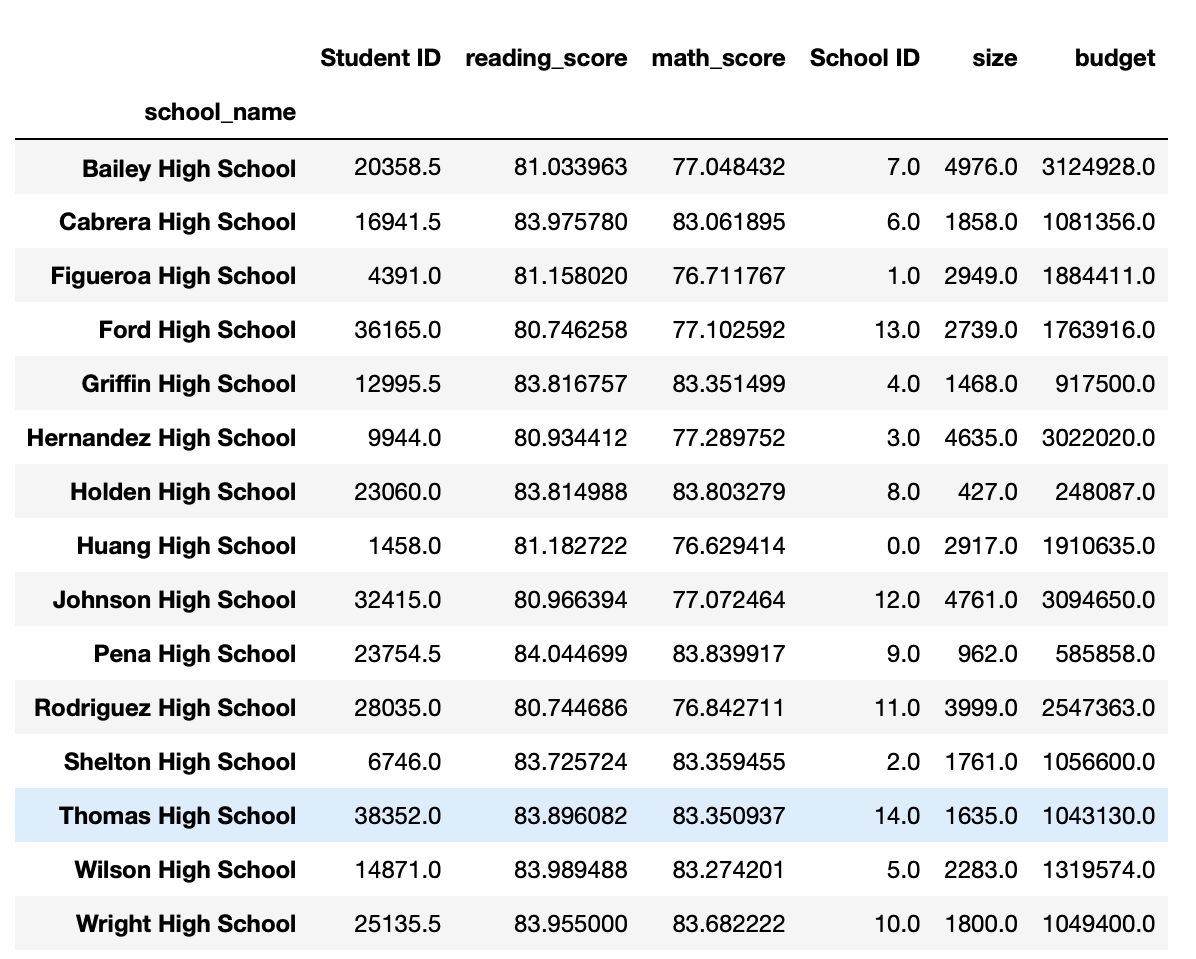 Student ID reading_score math_score School ID size budget
school_name
Bailey High School 20358.5 81.033963 77.048432 7.0 4976.0 3124928.0
Cabrera High School 16941.5 83.975780 83.061895 6.0 1858.0 1081356.0
Figueroa High School 4391.0 81.158020 76.711767 1.0 2949.0 1884411.0
Ford High School 36165.0 80.746258 77.102592 13.0 2739.0 1763916.0
Griffin High School 12995.5 83.816757 83.351499 4.0 1468.0 917500.0
Hernandez High School 9944.0 80.934412 77.289752 3.0 4635.0 3022020.0
Holden High School 23060.0 83.814988 83.803279 8.0 427.0 248087.0
Huang High School 1458.0 81.182722 76.629414 0.0 2917.0 1910635.0
Johnson High School 32415.0 80.966394 77.072464 12.0 4761.0 3094650.0
Pena High School 23754.5 84.044699 83.839917 9.0 962.0 585858.0
Rodriguez High School 28035.0 80.744686 76.842711 11.0 3999.0 2547363.0
Shelton High School 6746.0 83.725724 83.359455 2.0 1761.0 1056600.0
Thomas High School 38352.0 83.896082 83.350937 14.0 1635.0 1043130.0
Wilson High School 14871.0 83.989488 83.274201 5.0 2283.0 1319574.0
Wright High School 25135.5 83.955000 83.682222 10.0 1800.0 1049400.0